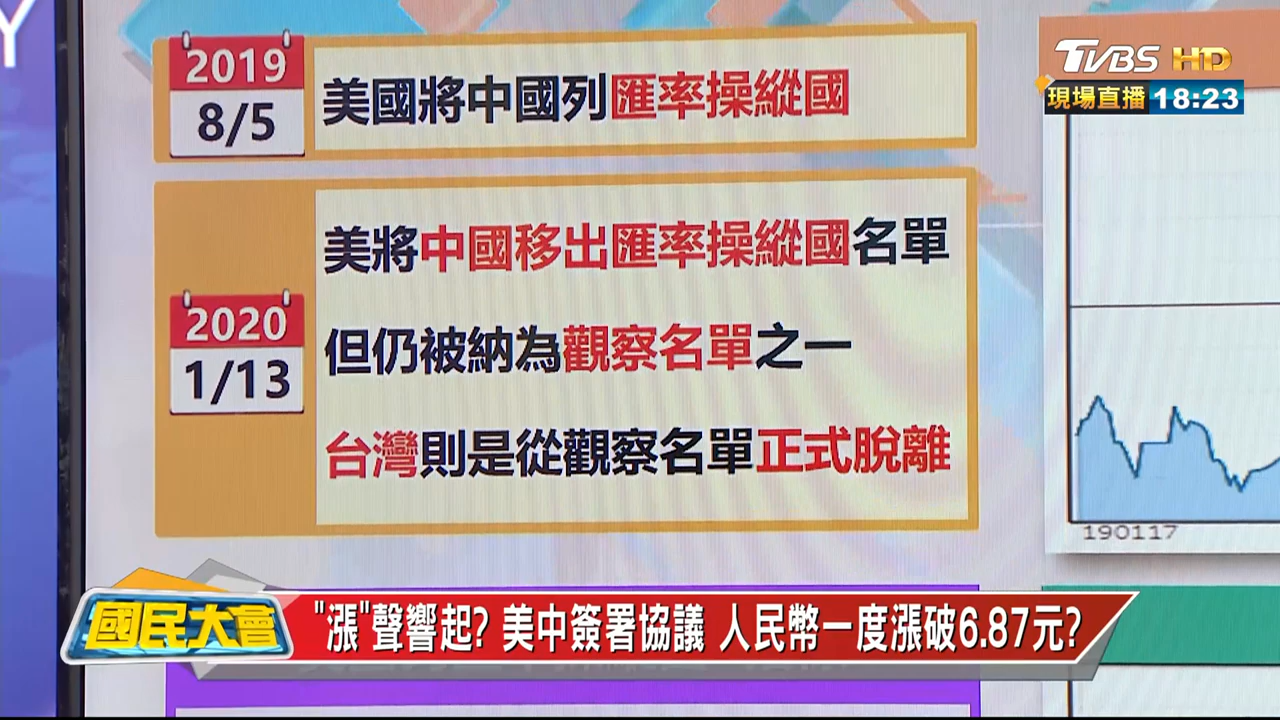 Y
2019
8/5
美國將中國列匯率操縱國
2020
1/13
美將中國移出匯率操縱國名單
但仍被納為觀察名單之一
台灣則是從觀察名單正式脫離
TVBS HD
現場直播 18:23
190117
國民大會
"漲"聲響起? 美中簽署協議 人民幣一度漲破6.87元?